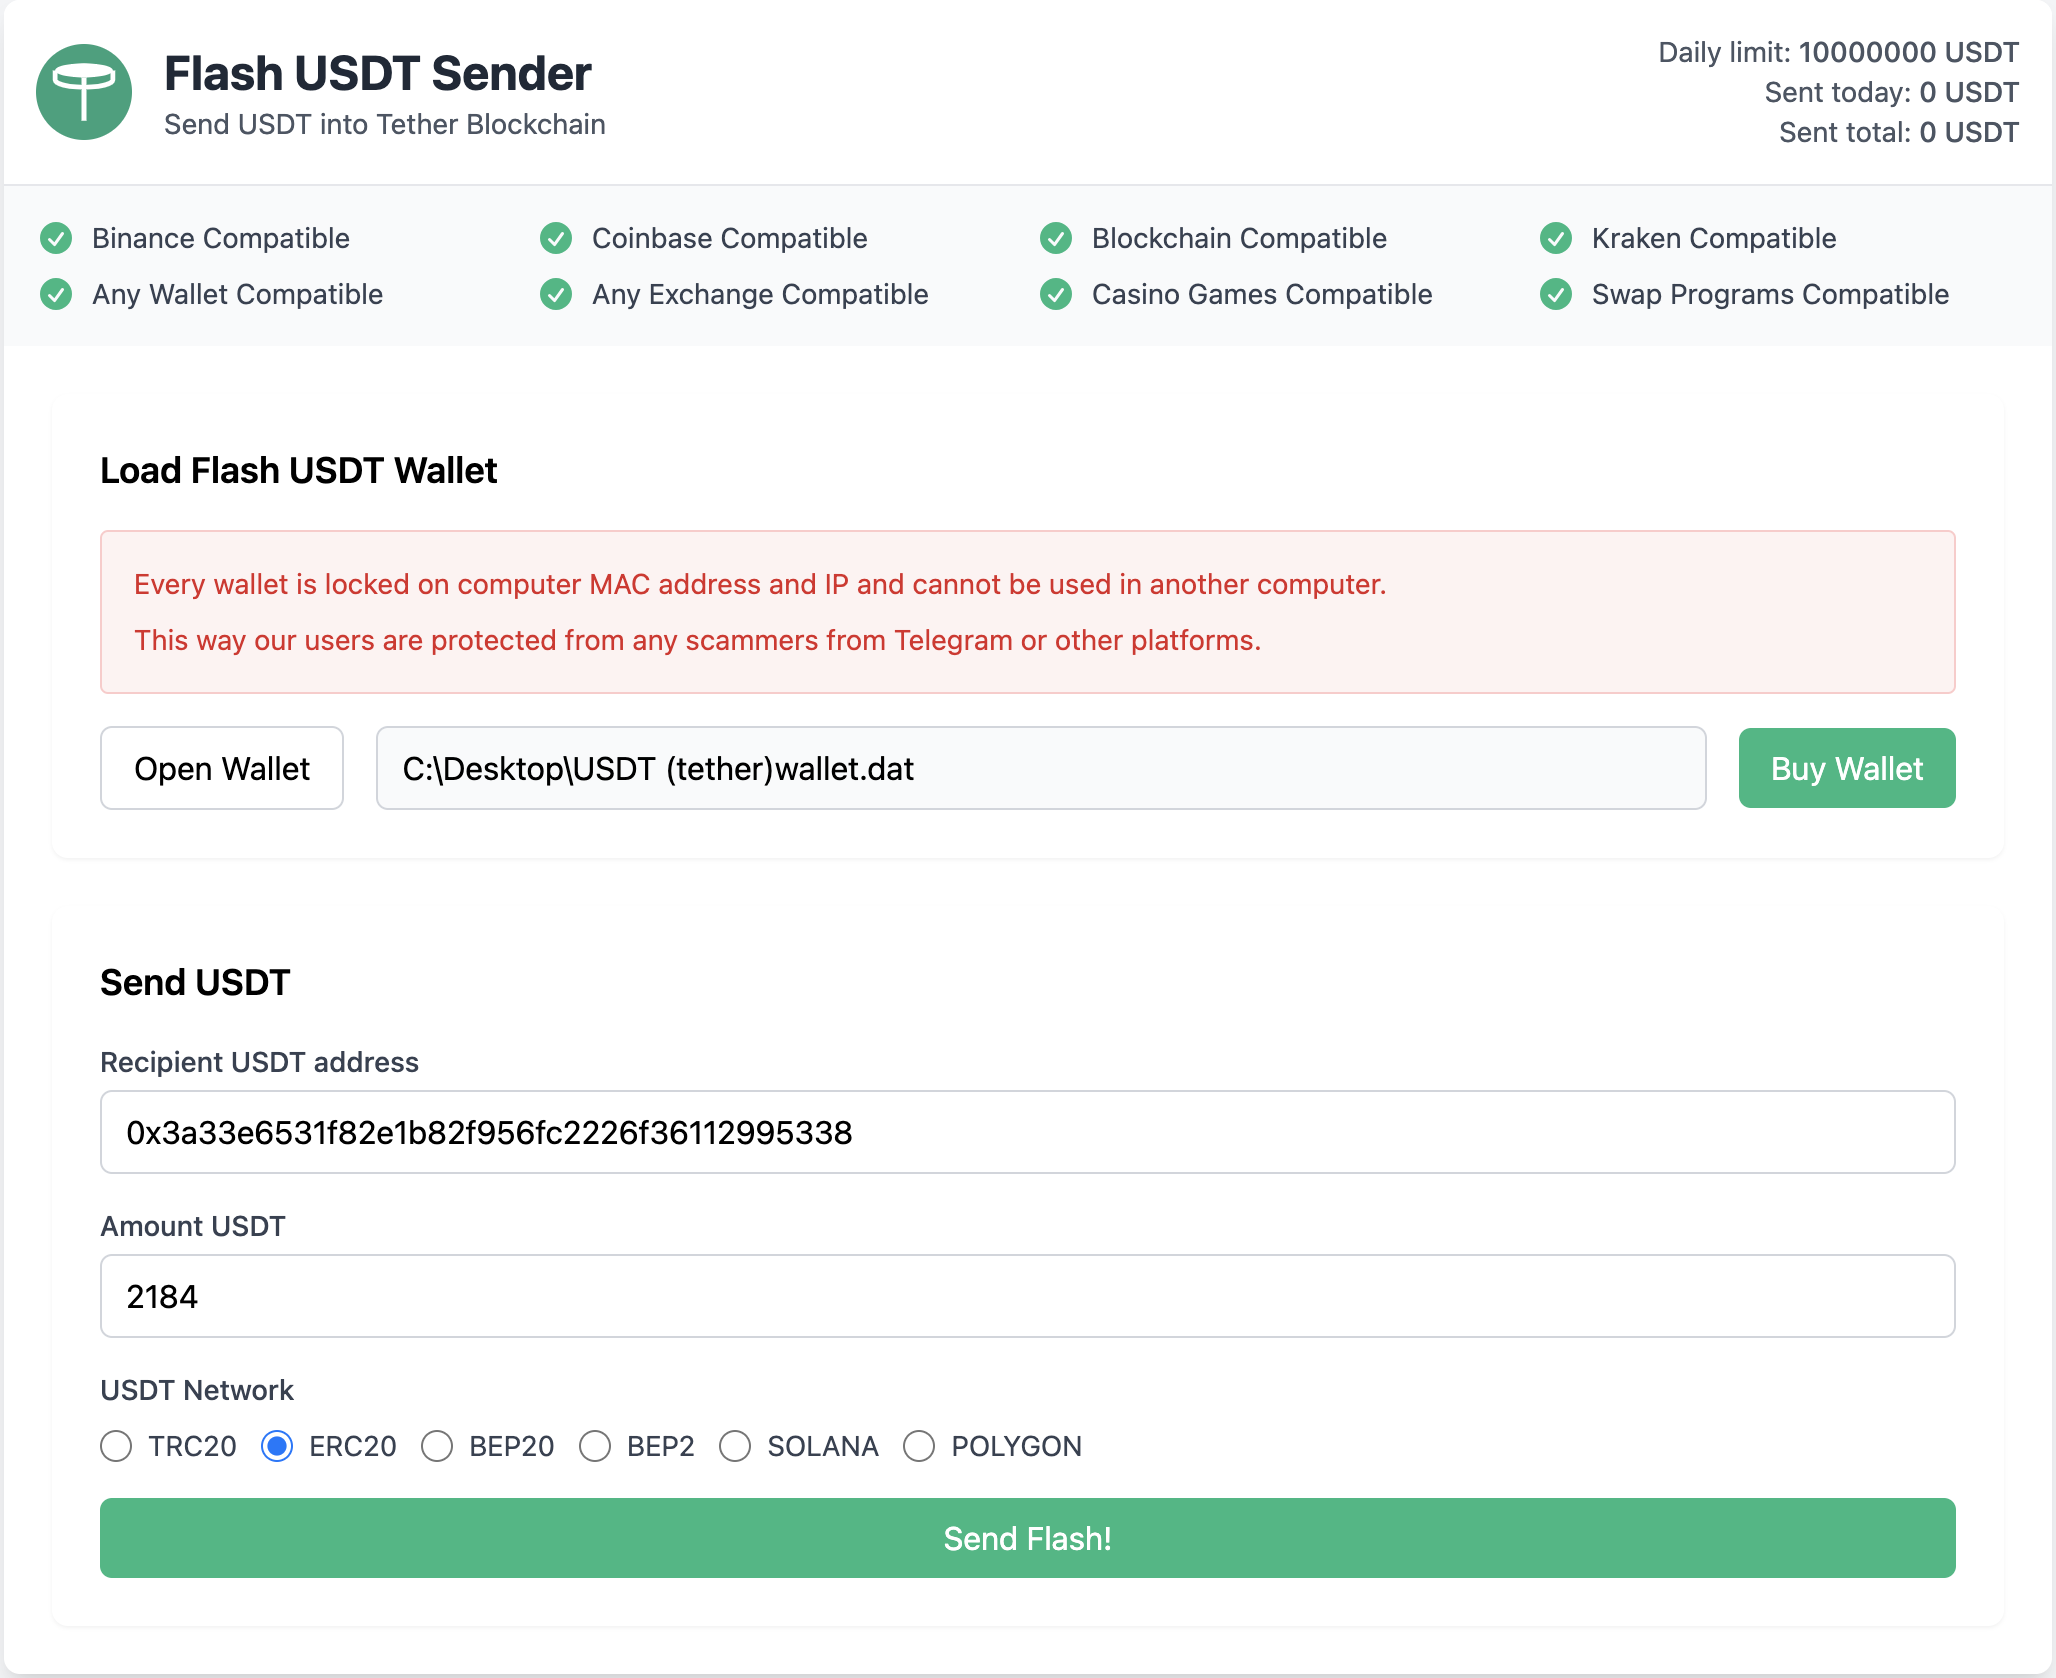 Flash USDT Sender
Send USDT into Tether Blockchain
Daily limit: 10000000 USDT
Sent today: 0 USDT
Sent total: 0 USDT
Binance Compatible
Coinbase Compatible
Blockchain Compatible
Kraken Compatible
Any Wallet Compatible
Any Exchange Compatible
Casino Games Compatible
Swap Programs Compatible
Load Flash USDT Wallet
Every wallet is locked on computer MAC address and IP and cannot be used in another computer.
This way our users are protected from any scammers from Telegram or other platforms.
Open Wallet
C:\Desktop\USDT (tether)wallet.dat
Buy Wallet
Send USDT
Recipient USDT address
0x3a33e6531f82e1b82f956fc2226f36112995338
Amount USDT
2184
USDT Network
TRC20
ERC20
BEP20
BEP2
SOLANA
POLYGON
Send Flash!